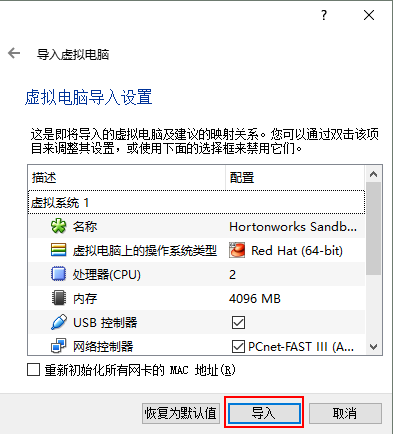 ?
导入虚拟电脑
虚拟电脑导入设置
这是即将导入的虚拟电脑及建议的映射关系。您可以通过双击该项
目来调整其设置，或使用下面的选择框来禁用它们。
描述 配置
虚拟系统 1
名称 Hortonworks Sandb...
虚拟电脑上的操作系统类型 Red Hat (64-bit)
处理器(CPU) 2
内存 4096 MB
USB 控制器
网络控制器 PCnet-FAST III (A...
重新初始化所有网卡的 MAC 地址(R)
恢复为默认值 导入 取消